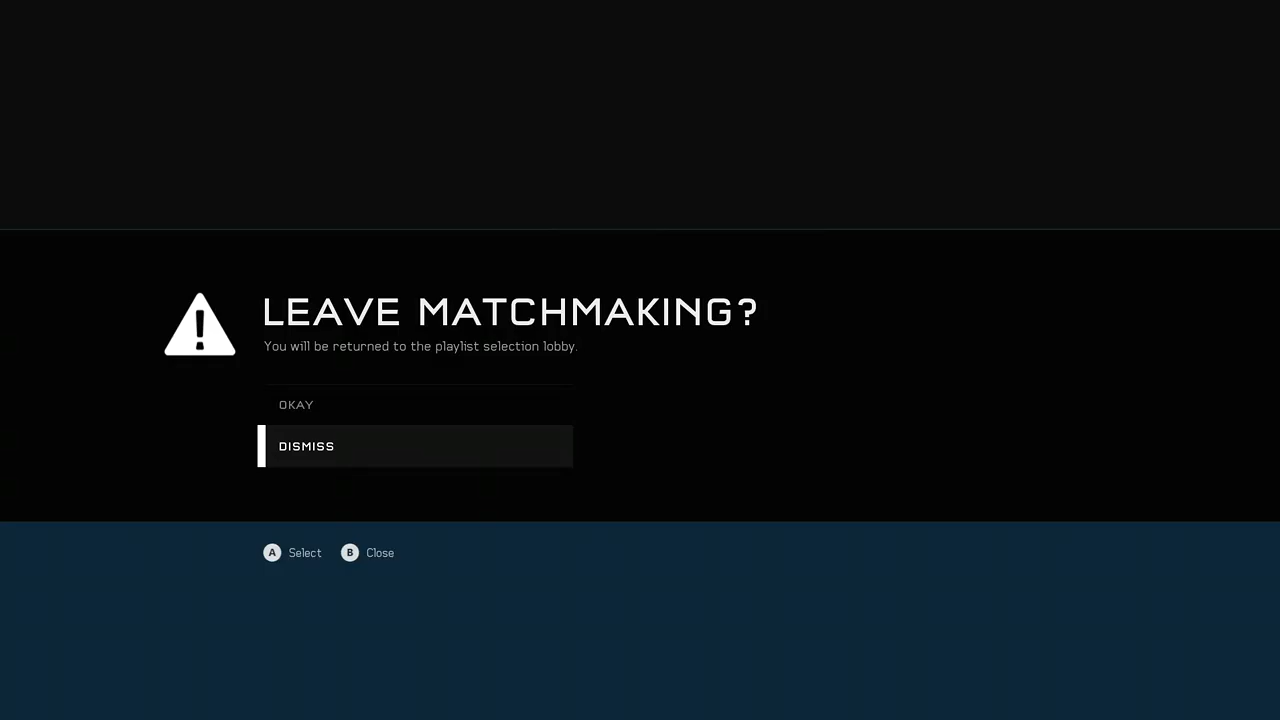 LEAVE MATCHMAKING?
You will be returned to the playlist selection lobby.
OKAY
DISMISS
A Select B Close